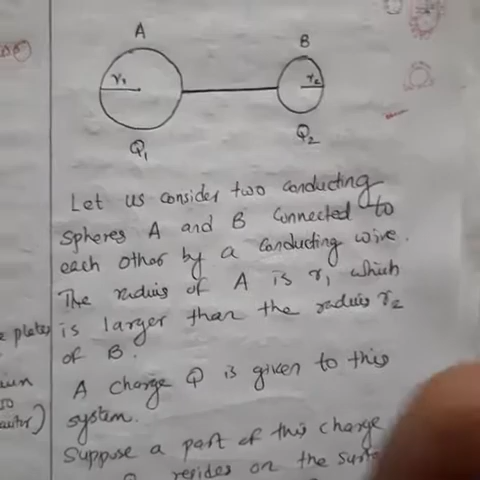 A
B
r₁
r₂
Q₁
Q₂
Let us consider two conducting
spheres A and B connected to
each other by a conducting wire.
The radius of A is r₁ which
is larger than the radius r₂
of B.
A charge Q is given to this
system.
Suppose a part of this charge
resides on the
plates